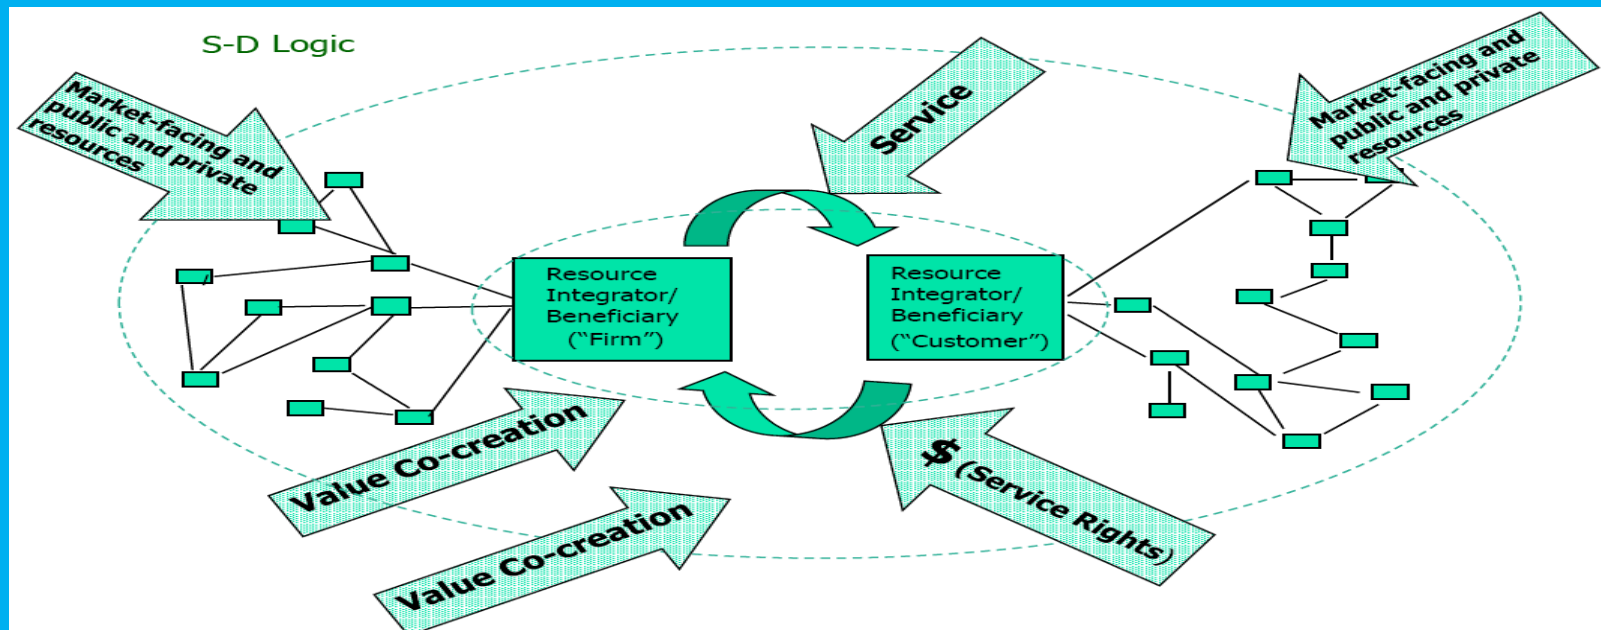 S-D Logic
Market-facing and
public and private
resources
Service
Market-facing and
public and private
resources
Resource
Integrator/
Beneficiary
(“Firm”)
Resource
Integrator/
Beneficiary
(“Customer”)
Value Co-creation
$ (Service Rights)
Value Co-creation